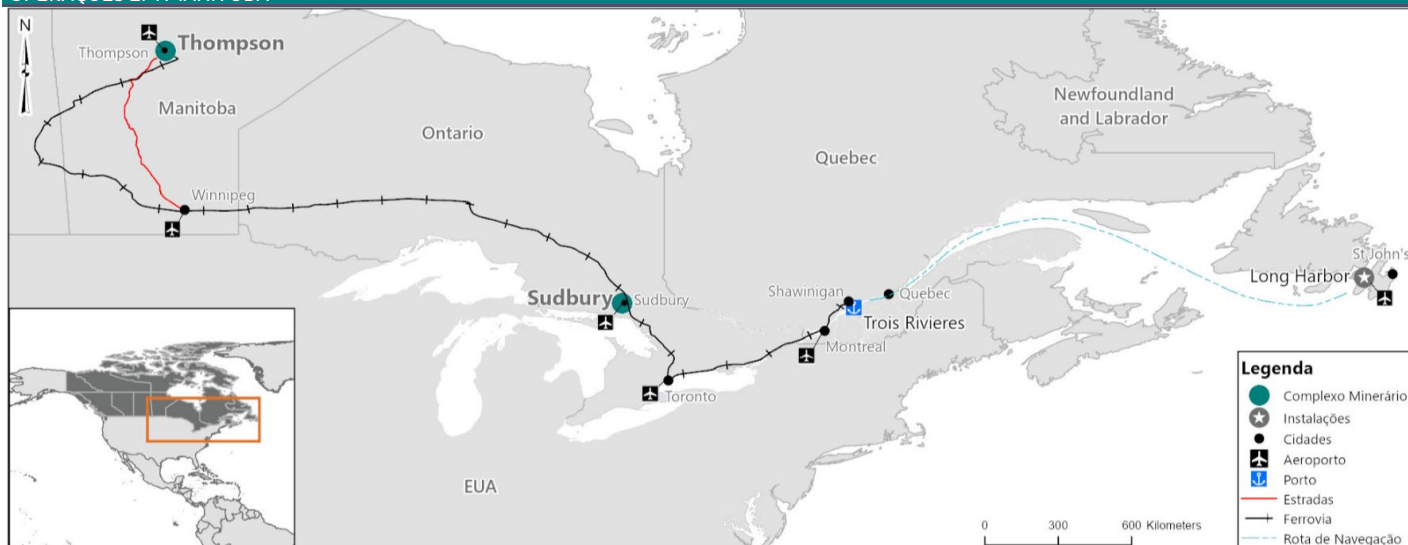 N
Thompson
Thompson
Manitoba
Ontario
Quebec
Newfoundland
and Labrador
Winnipeg
Sudbury
Sudbury
Shawinigan
Quebec
Trois Rivieres
Montreal
Toronto
St John's
Long Harbor
EUA
0 300 600 Kilometers
Legenda
Complexo Minerário
Instalações
Cidades
Aeroporto
Porto
Estradas
Ferrovia
Rota de Navegação